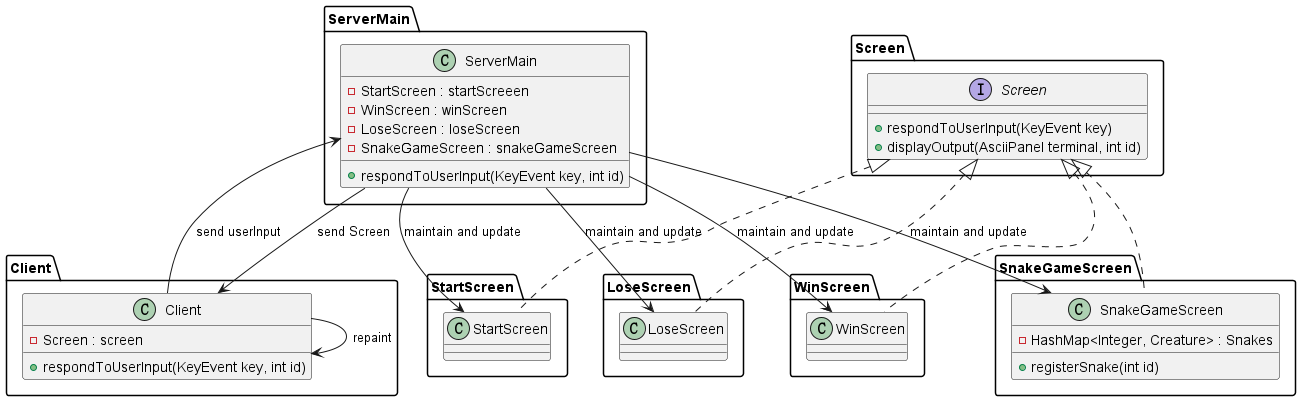 ServerMain
C ServerMain
StartScreen : startScreeen
WinScreen : winScreen
LoseScreen : loseScreen
SnakeGameScreen : snakeGameScreen
respondToUserInput(KeyEvent key, int id)
Screen
I Screen
respondToUserInput(KeyEvent key)
displayOutput(AsciiPanel terminal, int id)
send userInput
send Screen
maintain and update
maintain and update
maintain and update
maintain and update
Client
C Client
Screen : screen
respondToUserInput(KeyEvent key, int id)
repaint
StartScreen
C StartScreen
LoseScreen
C LoseScreen
WinScreen
C WinScreen
SnakeGameScreen
C SnakeGameScreen
HashMap<Integer, Creature> : Snakes
registerSnake(int id)